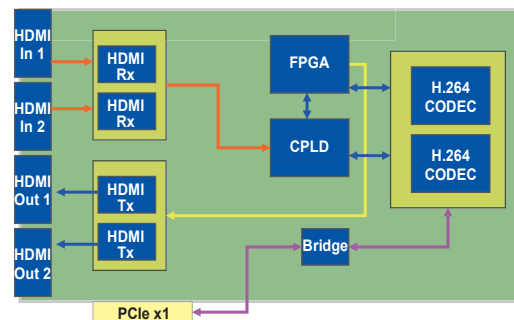 HDMI
In 1
HDMI
In 2
HDMI
Out 1
HDMI
Out 2
HDMI
Rx
HDMI
Rx
HDMI
Tx
HDMI
Tx
FPGA
CPLD
H.264
CODEC
H.264
CODEC
Bridge
PCIe x1